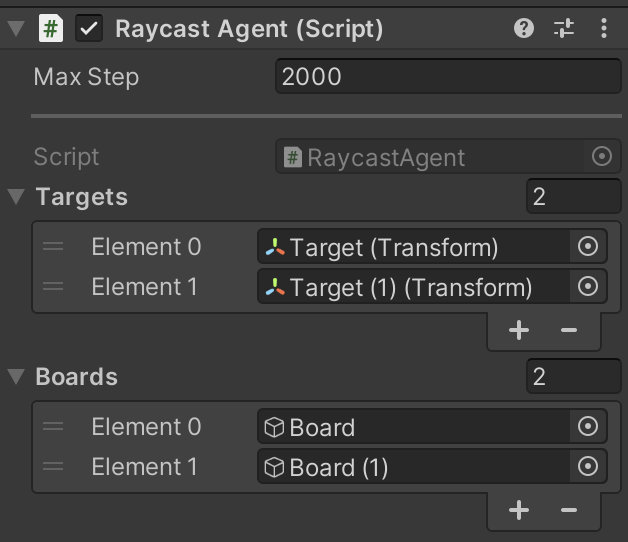 # Raycast Agent (Script)
Max Step 2000
Script # RaycastAgent
Targets 2
Element 0 Target (Transform)
Element 1 Target (1) (Transform)
+ −
Boards 2
Element 0 Board
Element 1 Board (1)
+ −